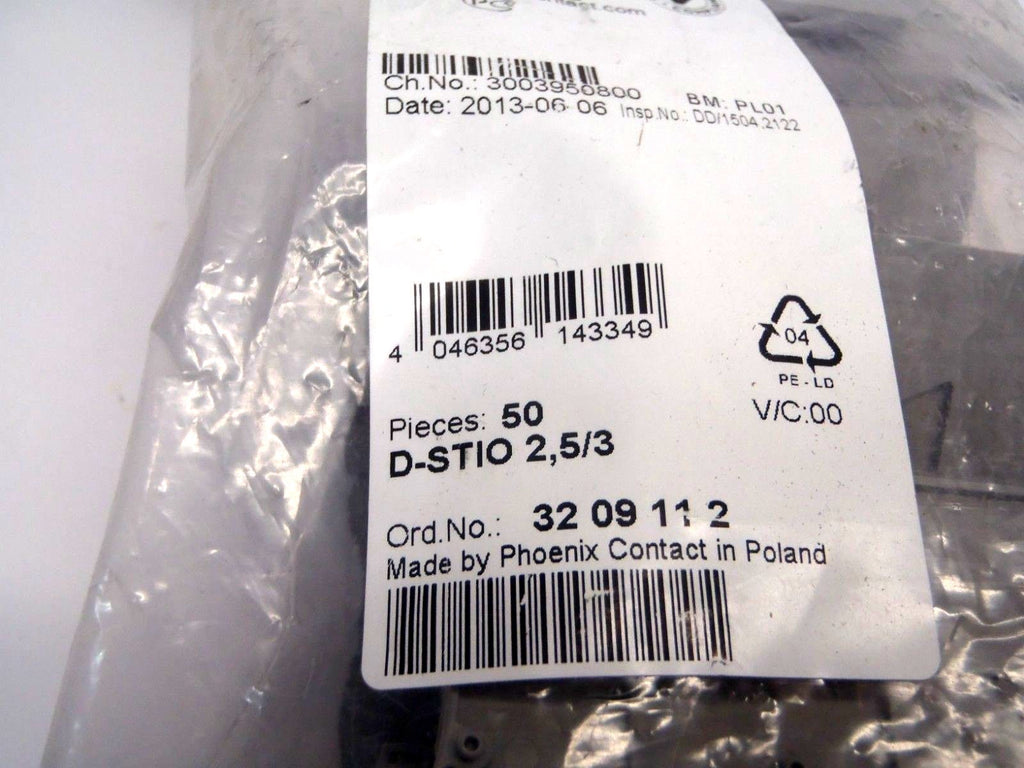 Ch.No.: 3003950800 BM: PL01
Date: 2013-06 06 Insp.No.: DD/1504.2122
4 046356 143349
04
PE-LD
V/C:00
Pieces: 50
D-STIO 2,5/3
Ord.No.: 32 09 11 2
Made by Phoenix Contact in Poland